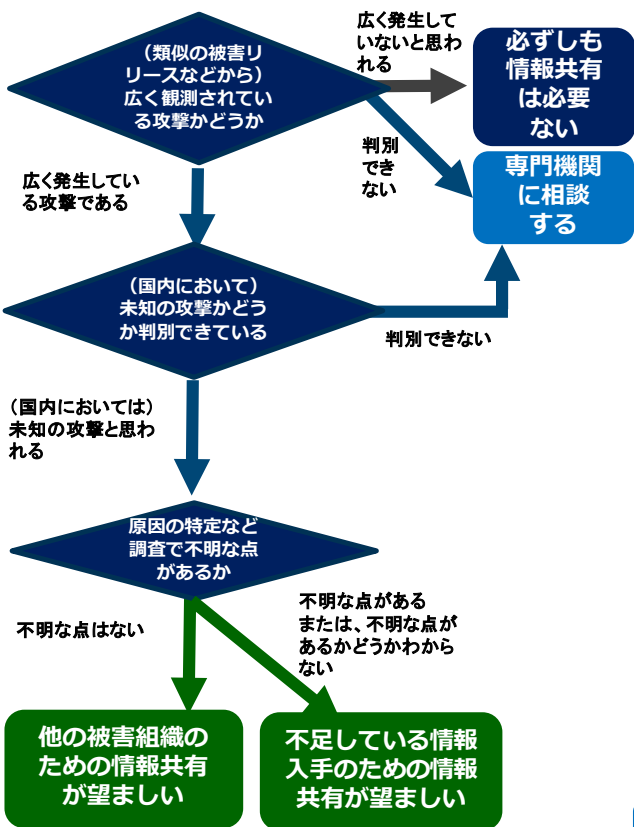 （類似の被害リ
リースなどから）
広く観測されてい
る攻撃かどうか
広く発生して
いないと思わ
れる
必ずしも
情報共有
は必要
ない
判別
でき
ない
専門機関
に相談
する
広く発生してい
る攻撃である
（国内において）
未知の攻撃かどう
か判別できている
判別できない
（国内においては）
未知の攻撃と思わ
れる
原因の特定など
調査で不明な点
があるか
不明な点はない
不明な点がある
または、不明な点が
あるかどうかわから
ない
他の被害組織の
ための情報共有
が望ましい
不足している情報
入手のための情報
共有が望ましい